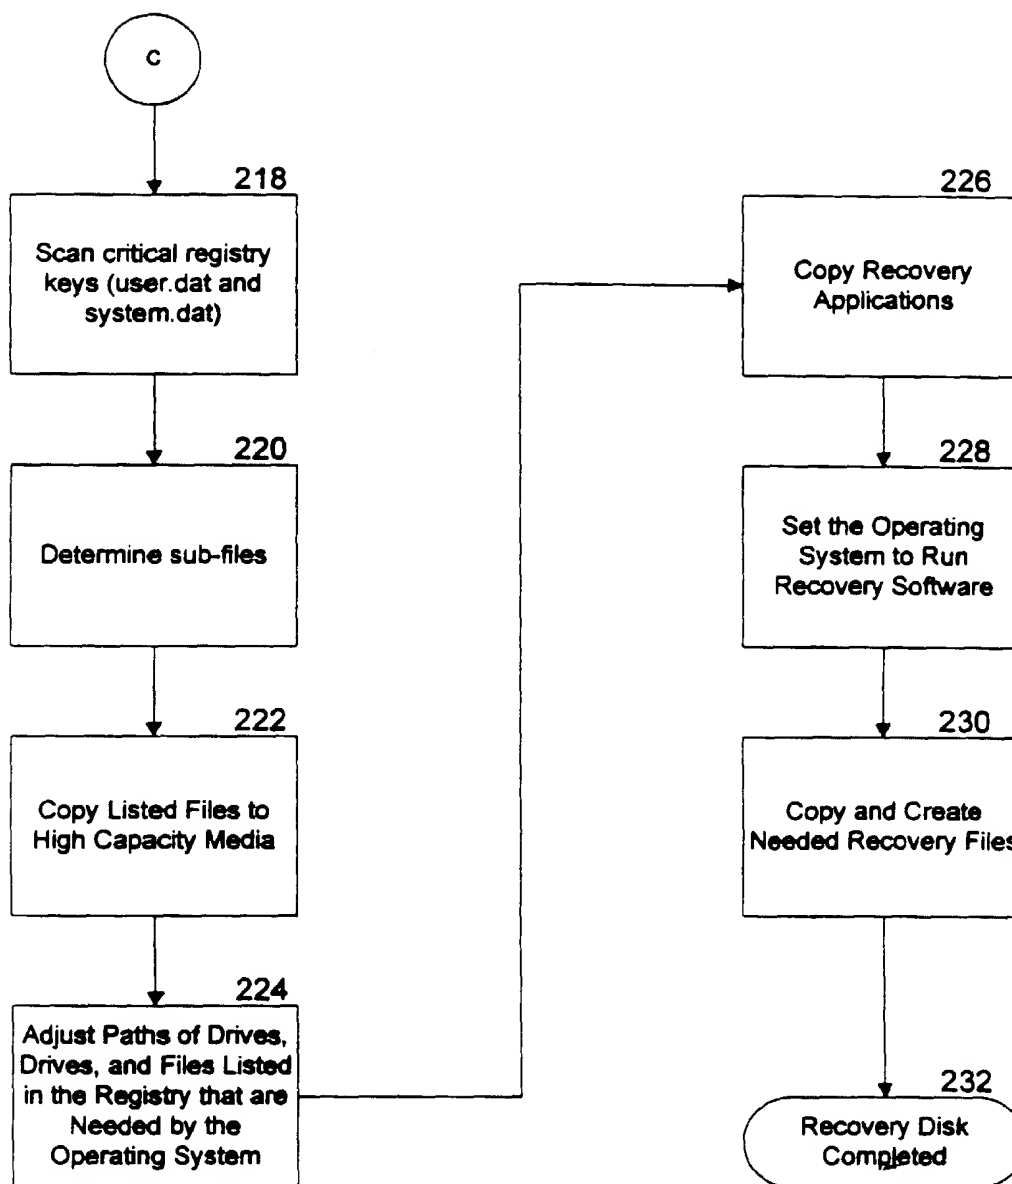 C
218
Scan critical registry
keys (user.dat and
system.dat)
220
Determine sub-files
222
Copy Listed Files to
High Capacity Media
224
Adjust Paths of Drives,
Drives, and Files Listed
in the Registry that are
Needed by the
Operating System
226
Copy Recovery
Applications
228
Set the Operating
System to Run
Recovery Software
230
Copy and Create
Needed Recovery Files
232
Recovery Disk
Completed